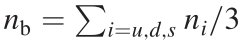 n_b = ∑_{i=u,d,s} n_i/3